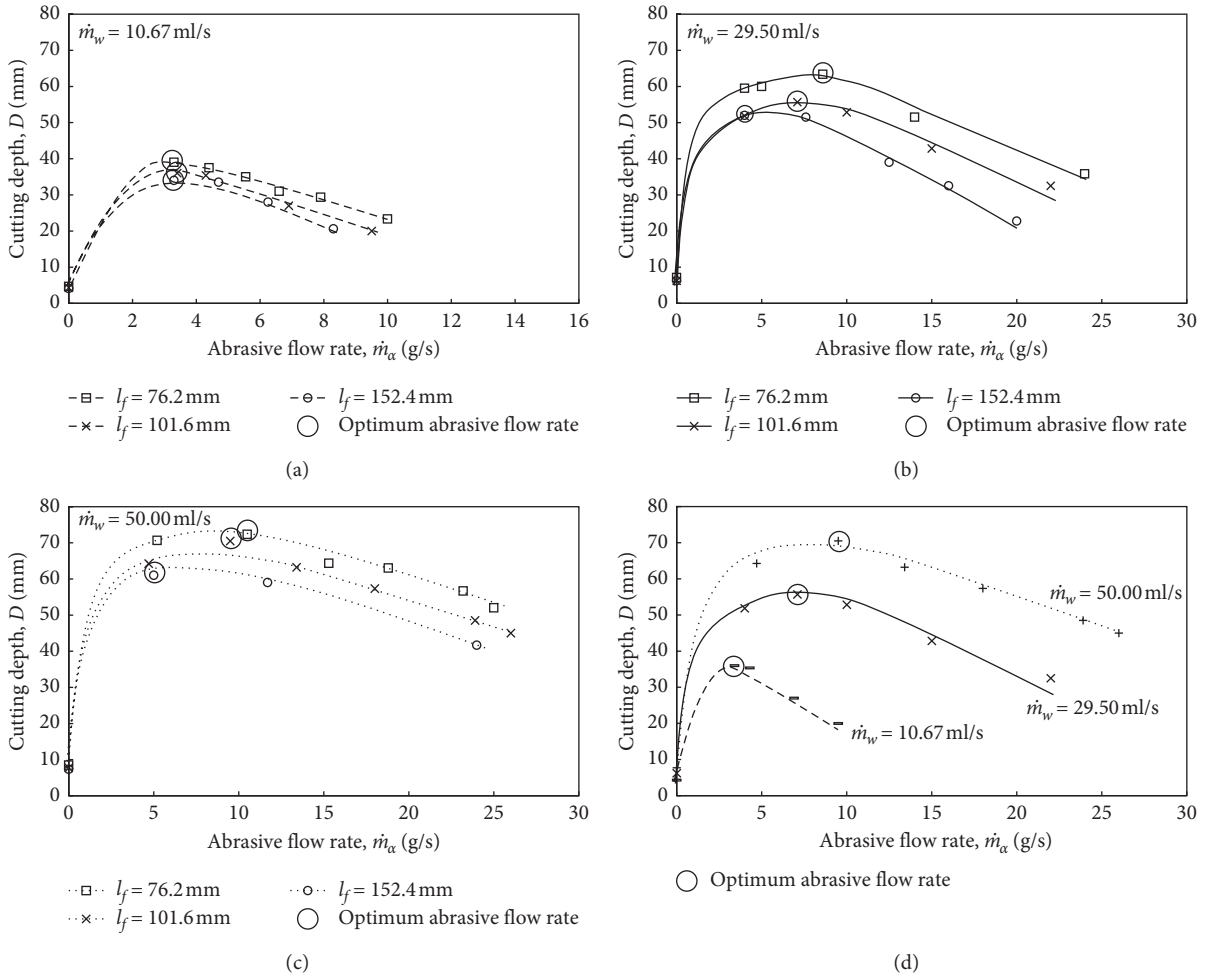 80
70
60
50
40
30
20
10
0
Cutting depth, D (mm)
ṁw = 10.67 ml/s
0 2 4 6 8 10 12 14 16
Abrasive flow rate, ṁα (g/s)
lf = 76.2 mm
lf = 101.6 mm
lf = 152.4 mm
Optimum abrasive flow rate
(a)
80
70
60
50
40
30
20
10
0
Cutting depth, D (mm)
ṁw = 29.50 ml/s
0 5 10 15 20 25 30
Abrasive flow rate, ṁα (g/s)
lf = 76.2 mm
lf = 101.6 mm
lf = 152.4 mm
Optimum abrasive flow rate
(b)
80
70
60
50
40
30
20
10
0
Cutting depth, D (mm)
ṁw = 50.00 ml/s
0 5 10 15 20 25 30
Abrasive flow rate, ṁα (g/s)
lf = 76.2 mm
lf = 101.6 mm
lf = 152.4 mm
Optimum abrasive flow rate
(c)
80
70
60
50
40
30
20
10
0
Cutting depth, D (mm)
ṁw = 50.00 ml/s
ṁw = 29.50 ml/s
ṁw = 10.67 ml/s
0 5 10 15 20 25 30
Abrasive flow rate, ṁα (g/s)
Optimum abrasive flow rate
(d)